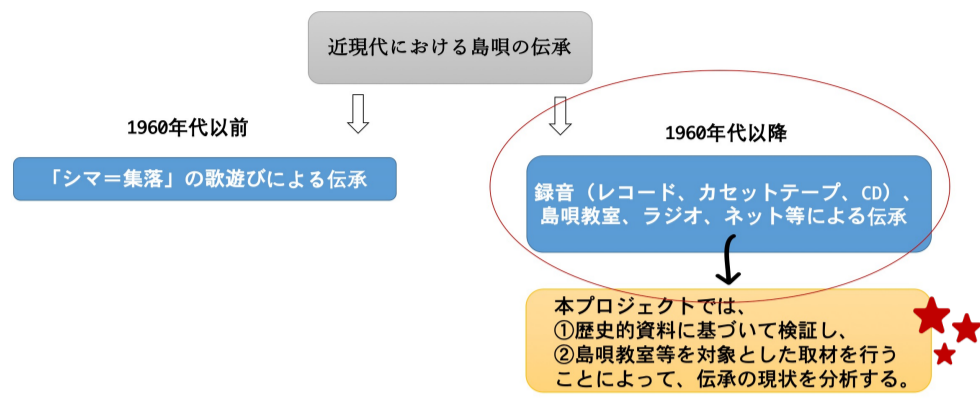 近現代における島唄の伝承
1960年代以前
「シマ＝集落」の歌遊びによる伝承
1960年代以降
録音（レコード、カセットテープ、CD）、
島唄教室、ラジオ、ネット等による伝承
本プロジェクトでは、
①歴史的資料に基づいて検証し、
②島唄教室等を対象とした取材を行う
ことによって、伝承の現状を分析する。